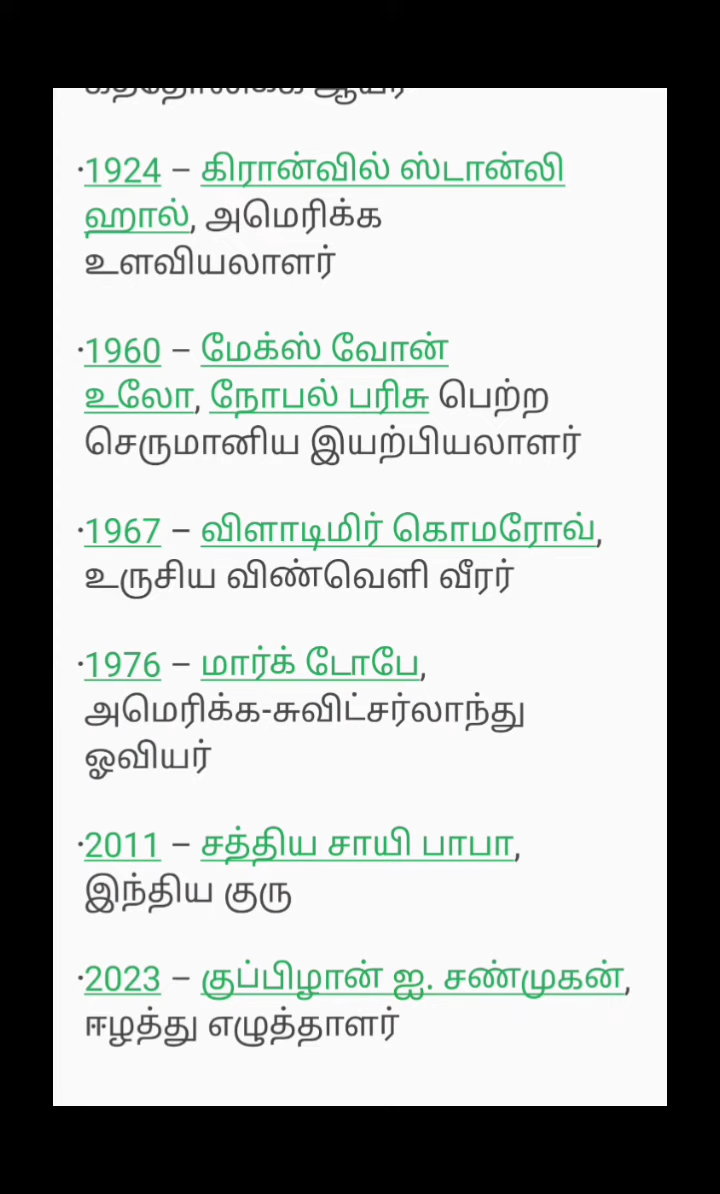 ·1924 – கிரான்வில் ஸ்டான்லி
ஹால், அமெரிக்க
உளவியலாளர்
·1960 – மேக்ஸ் வோன்
உலோ, நோபல் பரிசு பெற்ற
செருமானிய இயற்பியலாளர்
·1967 – விளாடிமிர் கொமரோவ்,
உருசிய விண்வெளி வீரர்
·1976 – மார்க் டோபே,
அமெரிக்க-சுவிட்சர்லாந்து
ஓவியர்
·2011 – சத்திய சாயி பாபா,
இந்திய குரு
·2023 – குப்பிழான் ஐ. சண்முகன்,
ஈழத்து எழுத்தாளர்